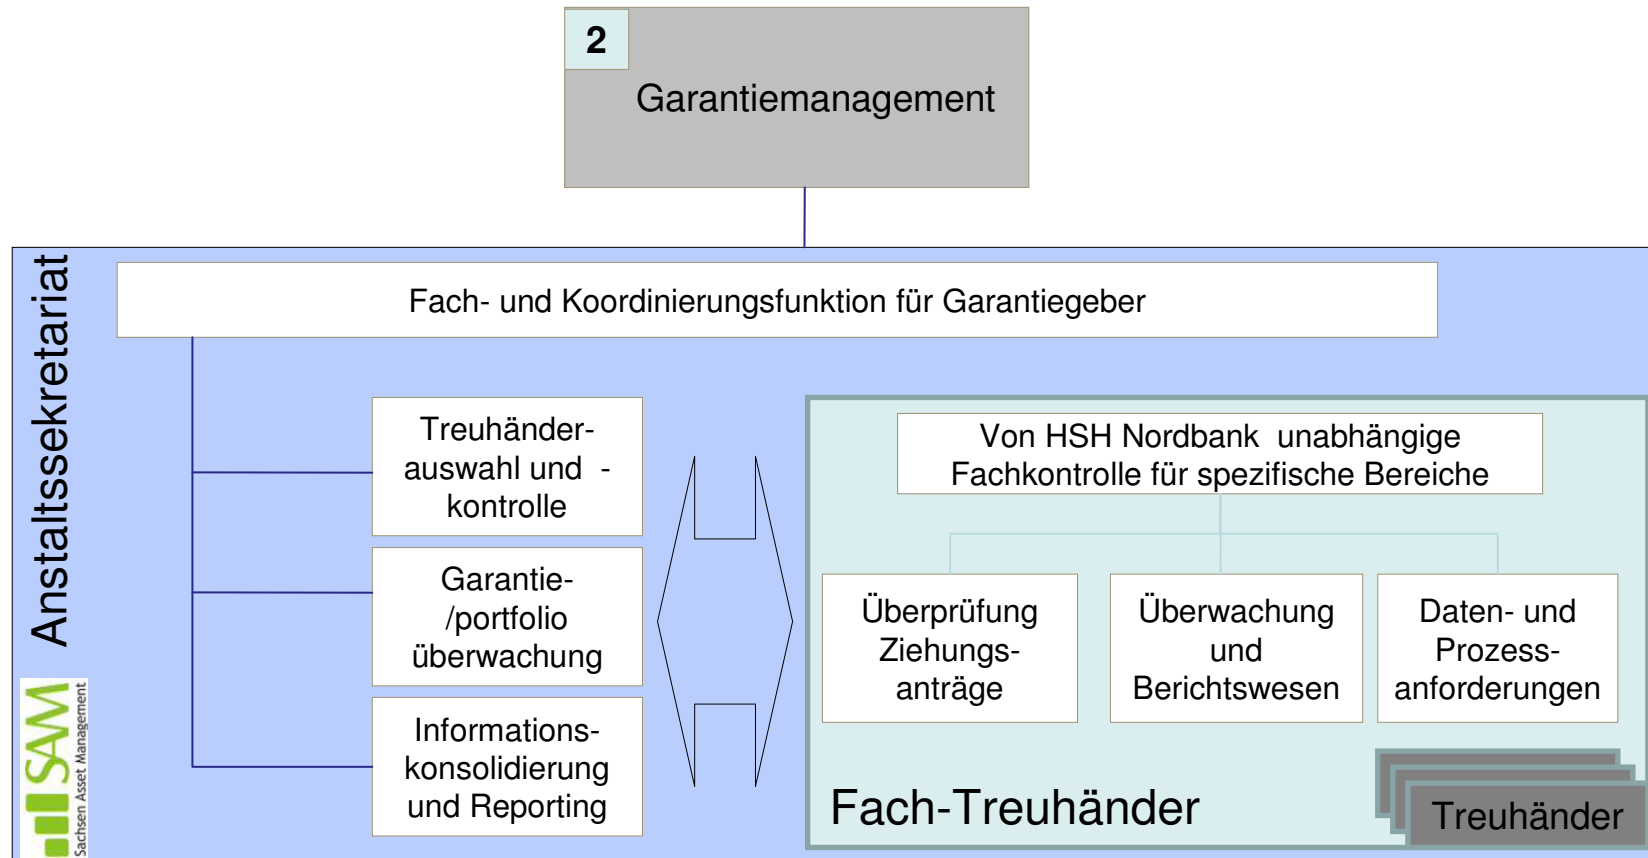 2
Garantiemanagement
Anstaltssekretariat
Fach- und Koordinierungsfunktion für Garantiegeber
Treuhänder-
auswahl und -
kontrolle
Garantie-
/portfolio
überwachung
Informations-
konsolidierung
und Reporting
Von HSH Nordbank unabhängige
Fachkontrolle für spezifische Bereiche
Überprüfung
Ziehungs-
anträge
Überwachung
und
Berichtswesen
Daten- und
Prozess-
anforderungen
Fach-Treuhänder
Treuhänder
SAM
Sachsen Asset Management